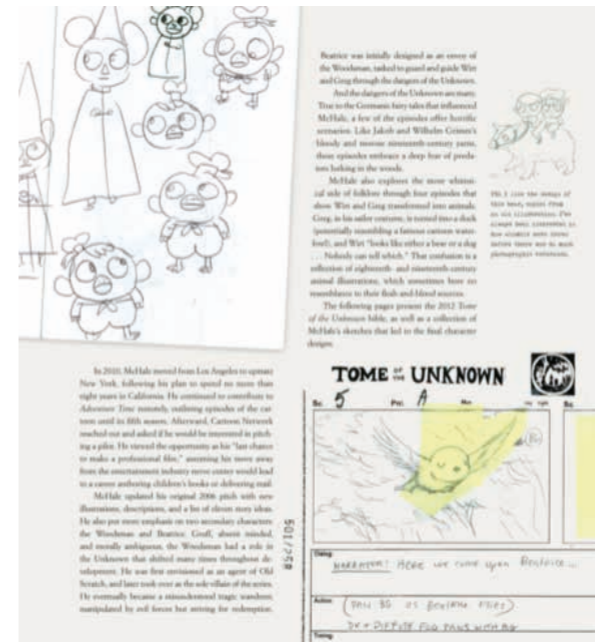 Beatrice was initially designed as an envoy of
the Woodsman, tasked to guard and guide Wirt
and Greg through the dangers of the Unknown.
And the dangers of the Unknown are many.
True to the Germanic fairy tales that influenced
McHale, a few of the episodes offer horrific
scenarios. Like Jakob and Wilhelm Grimm's
bloody and morose nineteenth-century yarns,
those episodes embrace a deep fear of preda-
tors lurking in the woods.
McHale also explores the more whimsi-
cal side of folklore through four episodes that
show Wirt and Greg transformed into animals.
Greg, in his sailor costume, is turned into a duck
(potentially resembling a famous cartoon water-
fowl), and Wirt "looks like either a bear or a dog
. . . Nobody can tell which." That confusion is a
reflection of eighteenth- and nineteenth-century
animal illustrations, which sometimes bore no
resemblance to their flesh-and-blood sources.
The following pages present the 2012 Tome
of the Unknown bible, as well as a collection of
McHale's sketches that led to the final character
designs.
In 2010, McHale moved from Los Angeles to upstate
New York, following his plan to spend no more than
eight years in California. He continued to contribute to
Adventure Time remotely, outlining episodes of the car-
toon until its fifth season. Afterward, Cartoon Network
reached out and asked if he would be interested in pitch-
ing a pilot. He viewed the opportunity as his "last chance
to make a professional film," assuming his move away
from the entertainment industry nerve center would lead
to a career authoring children's books or delivering mail.
McHale updated his original 2006 pitch with new
illustrations, descriptions, and a list of eleven story ideas.
He also put more emphasis on two secondary characters:
the Woodsman and Beatrice. Gruff, absent minded,
and morally ambiguous, the Woodsman had a role in
the Unknown that shifted many times throughout de-
velopment. He was first envisioned as an agent of Old
Scratch, and later took over as the sole villain of the series.
He eventually became a misunderstood tragic wanderer,
manipulated by evil forces but striving for redemption.
TOME OF THE UNKNOWN
Sc. 5 Pnl. A
BG
Dialog
NARRATOR: HERE WE COME UPON Beatrice...
Action
(PAN BG as Beatrice flies)
Timing